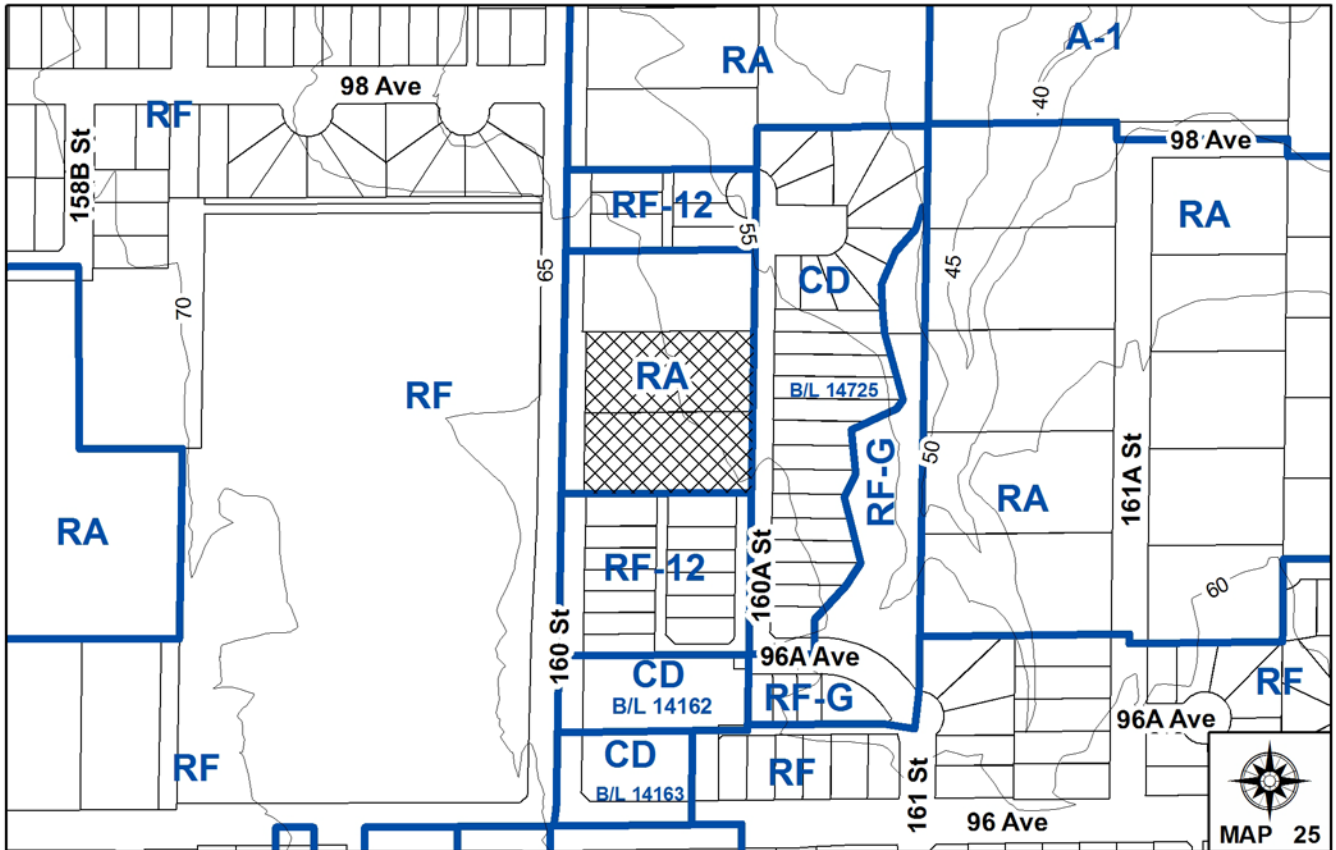 A-1
RA
98 Ave
40
RF
98 Ave
158B St
RF-12
RA
55
65
45
CD
70
RA
B/L 14725
RF
50
RF-G
161A St
RA
RA
RF-12
160A St
60
160 St
96A Ave
CD
RF-G
RF
B/L 14162
96A Ave
CD
RF
RF
B/L 14163
161 St
96 Ave
MAP 25